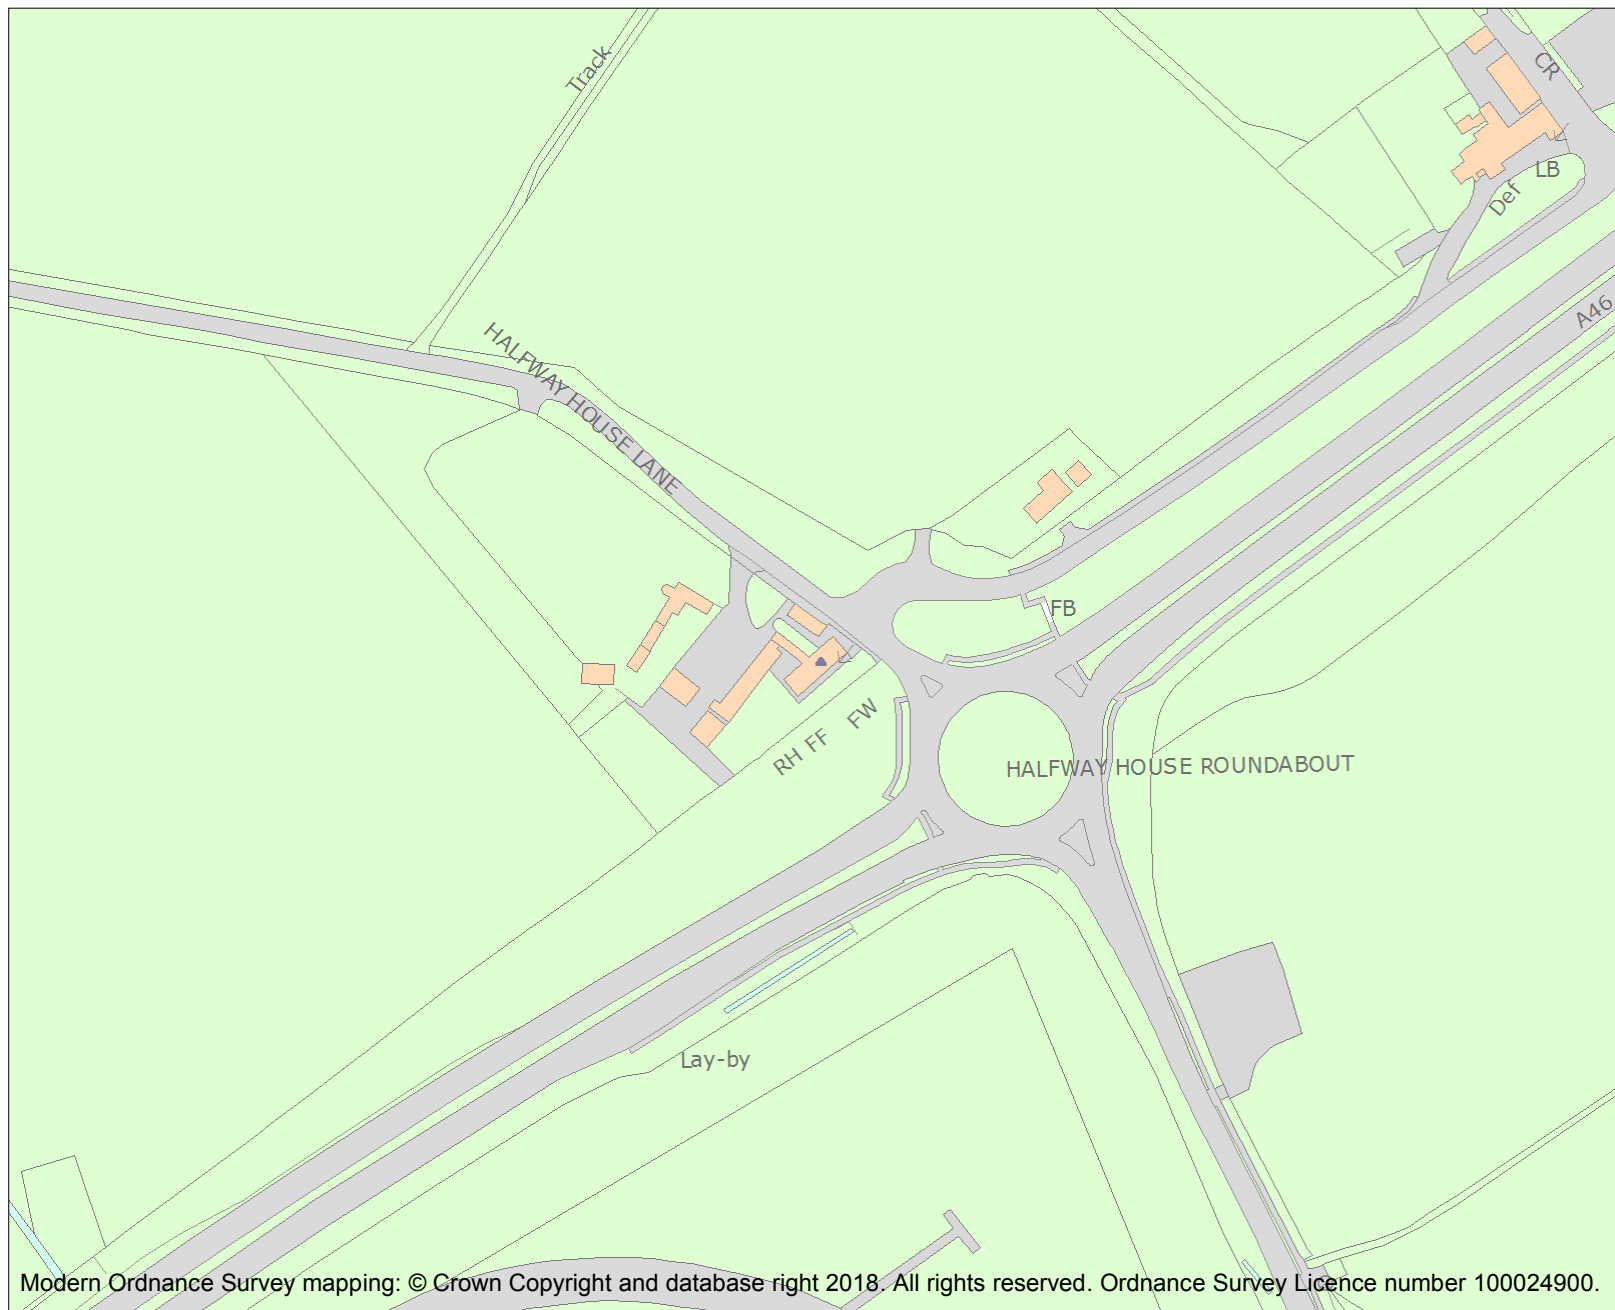 Track
CR
LB
Def
A46
HALFWAY HOUSE LANE
FB
RH FF FW
HALFWAY HOUSE ROUNDABOUT
Lay-by
Modern Ordnance Survey mapping: © Crown Copyright and database right 2018. All rights reserved. Ordnance Survey Licence number 100024900.